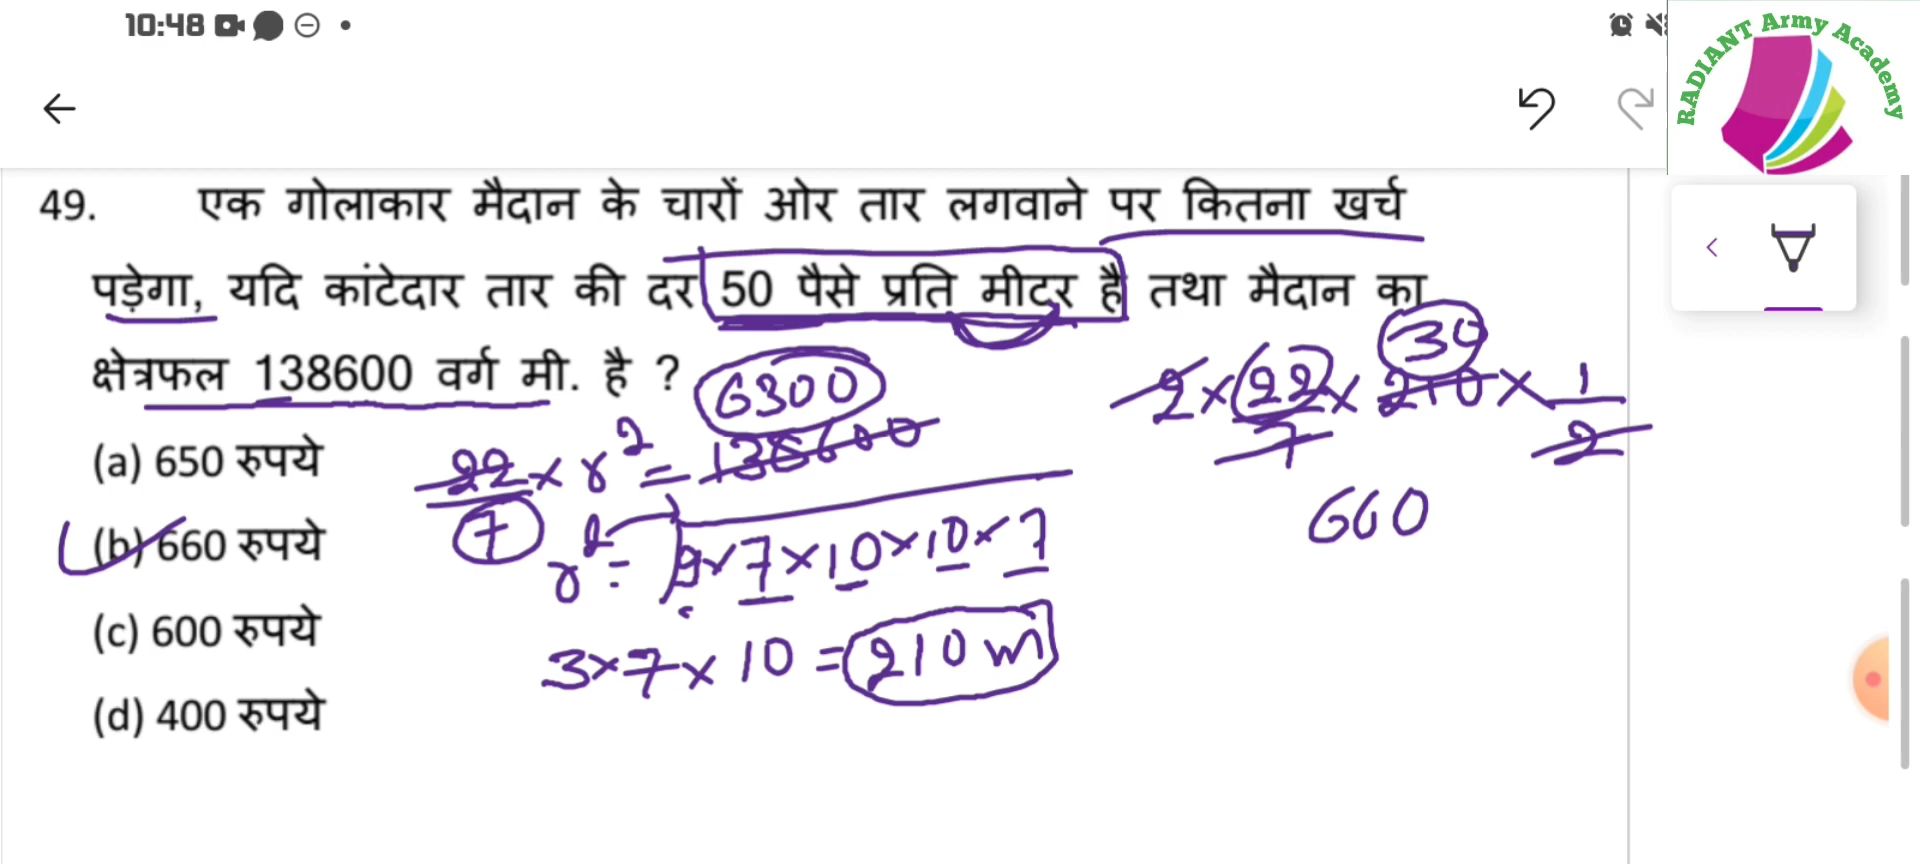 10:48
RADIANT Army Academy
49. एक गोलाकार मैदान के चारों ओर तार लगवाने पर कितना खर्च
पड़ेगा, यदि कांटेदार तार की दर 50 पैसे प्रति मीटर है तथा मैदान का
क्षेत्रफल 138600 वर्ग मी. है ?
(a) 650 रुपये
(b) 660 रुपये
(c) 600 रुपये
(d) 400 रुपये
6300
22/7 × r² = 138600
r² = √9×7×10×10×7
3×7×10 = 210 m
30
2 × 22/7 × 210 × 1/2
660